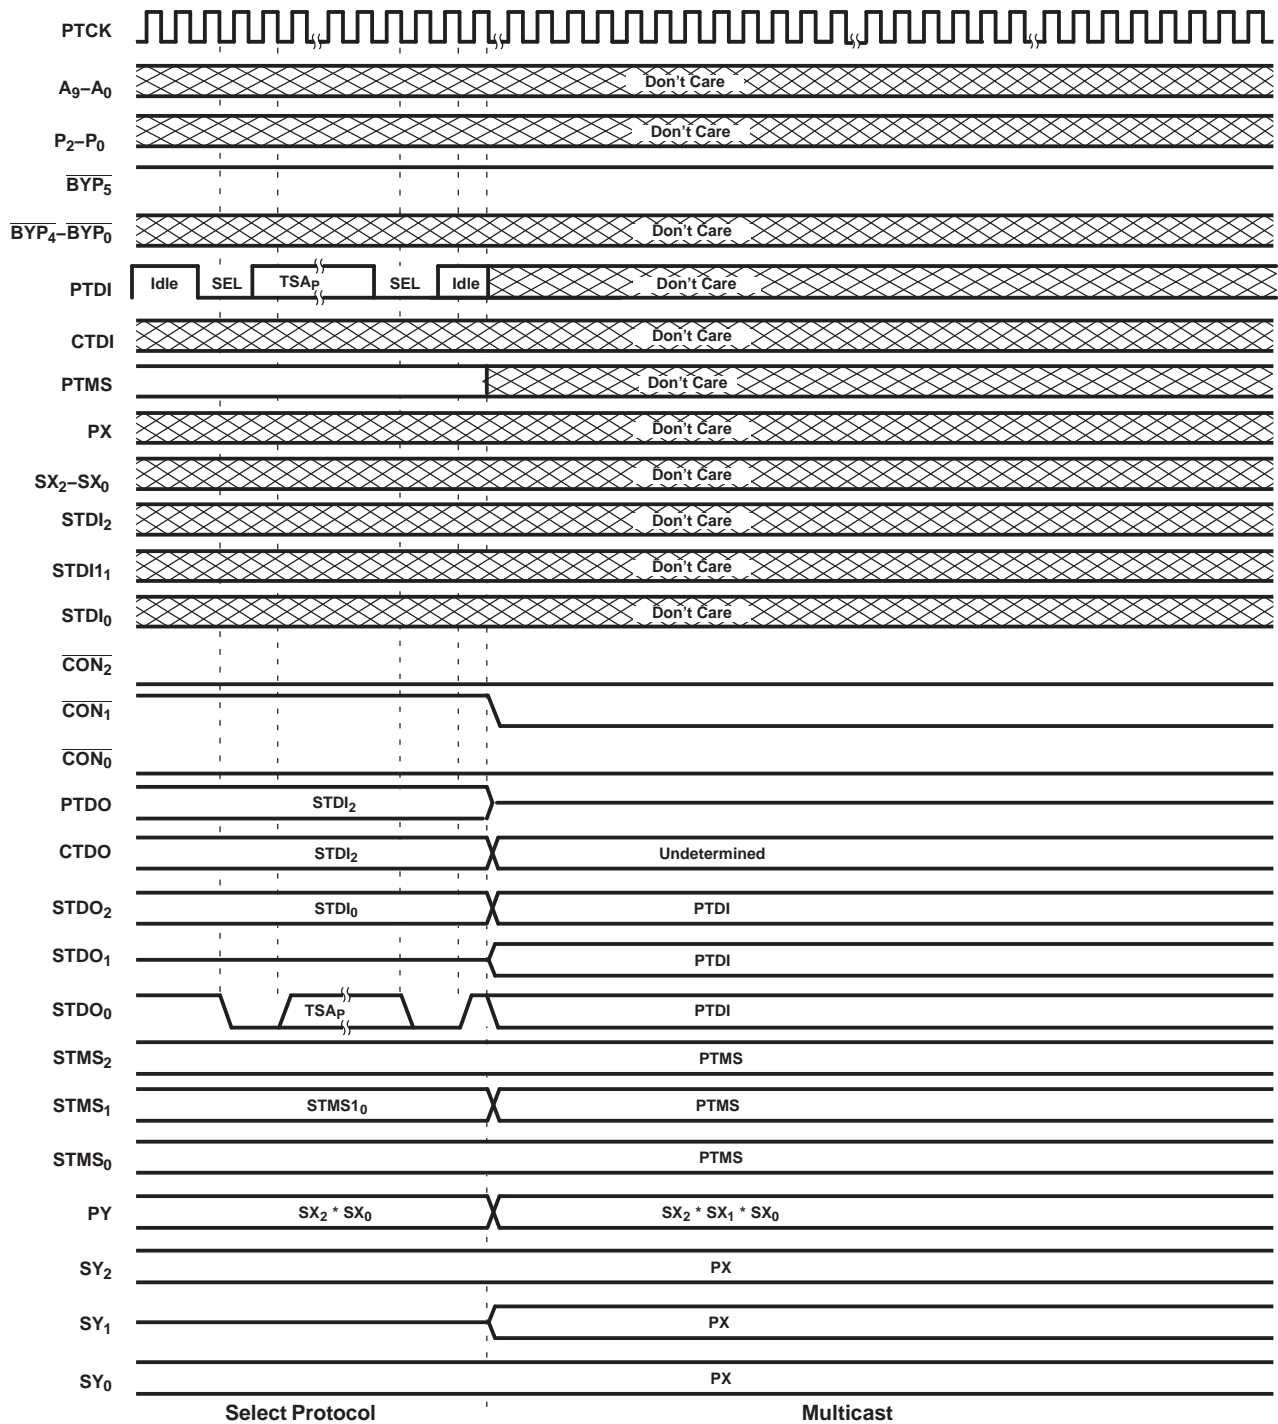 PTCK
A9–A0 Don't Care
P2–P0 Don't Care
BYP5
BYP4–BYP0 Don't Care
PTDI Idle SEL TSAP SEL Idle Don't Care
CTDI Don't Care
PTMS Don't Care
PX Don't Care
SX2–SX0 Don't Care
STDI2 Don't Care
STDI11 Don't Care
STDI0 Don't Care
CON2
CON1
CON0
PTDO STDI2
CTDO STDI2 Undetermined
STDO2 STDI0 PTDI
STDO1 PTDI
STDO0 TSAP PTDI
STMS2 PTMS
STMS1 STMS10 PTMS
STMS0 PTMS
PY SX2 * SX0 SX2 * SX1 * SX0
SY2 PX
SY1 PX
SY0 PX
Select Protocol Multicast